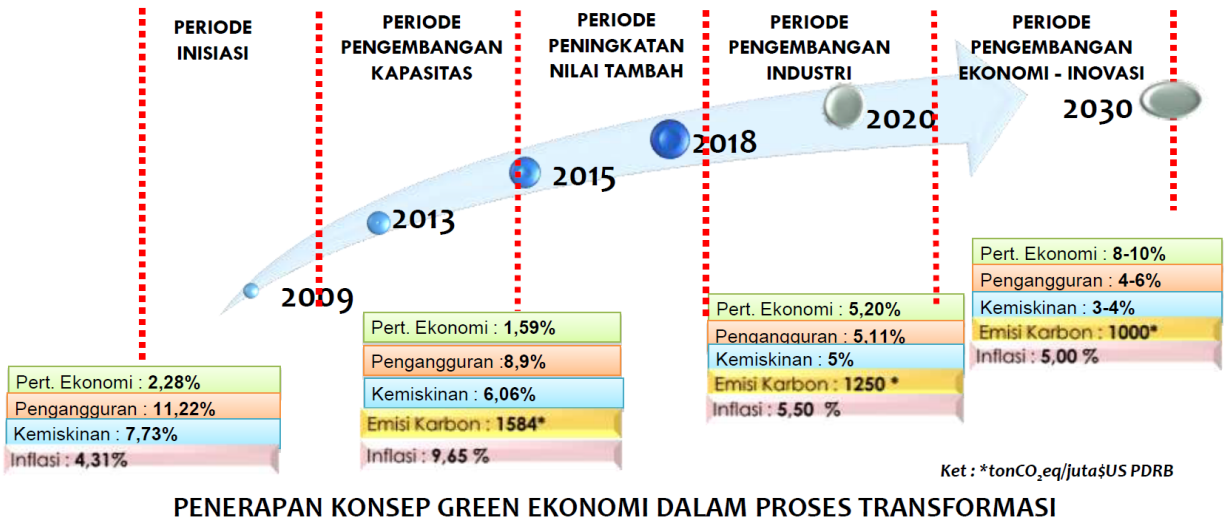 PERIODE
INISIASI
PERIODE
PENGEMBANGAN
KAPASITAS
PERIODE
PENINGKATAN
NILAI TAMBAH
PERIODE
PENGEMBANGAN
INDUSTRI
PERIODE
PENGEMBANGAN
EKONOMI - INOVASI
2009
2013
2015
2018
2020
2030
Pert. Ekonomi : 2,28%
Pengangguran : 11,22%
Kemiskinan : 7,73%
Inflasi : 4,31%
Pert. Ekonomi : 1,59%
Pengangguran :8,9%
Kemiskinan : 6,06%
Emisi Karbon : 1584*
Inflasi : 9,65 %
Pert. Ekonomi : 5,20%
Pengangguran : 5,11%
Kemiskinan : 5%
Emisi Karbon : 1250 *
Inflasi : 5,50 %
Pert. Ekonomi : 8-10%
Pengangguran : 4-6%
Kemiskinan : 3-4%
Emisi Karbon : 1000*
Inflasi : 5,00 %
Ket : *tonCO₂eq/juta$US PDRB
PENERAPAN KONSEP GREEN EKONOMI DALAM PROSES TRANSFORMASI